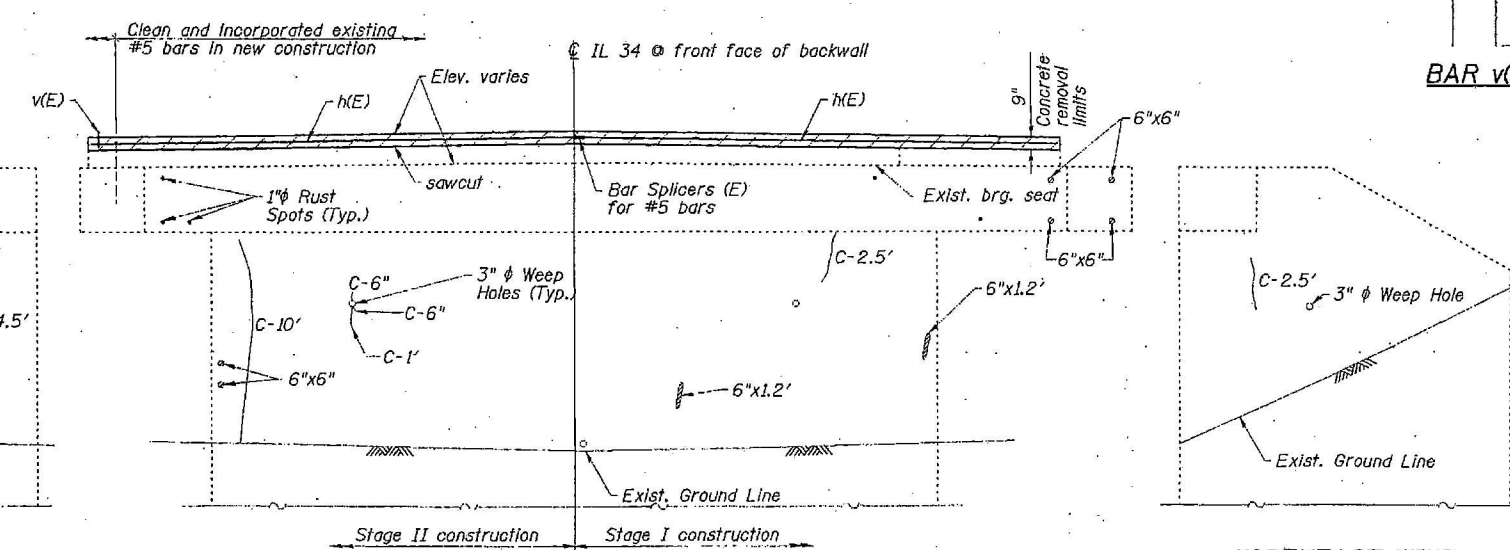 Clean and Incorporated existing
#5 bars in new construction
℄ IL 34 @ front face of backwall
Elev. varies
v(E)
h(E)
h(E)
9"
Concrete
removal
limits
6"x6"
BAR v(
1"φ Rust
Spots (Typ.)
sawcut
Bar Splicers (E)
for #5 bars
Exist. brg. seat
6"x6"
C-2.5'
C-6"
3" φ Weep
Holes (Typ.)
C-6"
C-10'
C-1'
6"x6"
6"x1.2'
6"x1.2'
C-2.5'
3" φ Weep Hole
4.5'
Exist. Ground Line
Exist. Ground Line
Stage II construction
Stage I construction